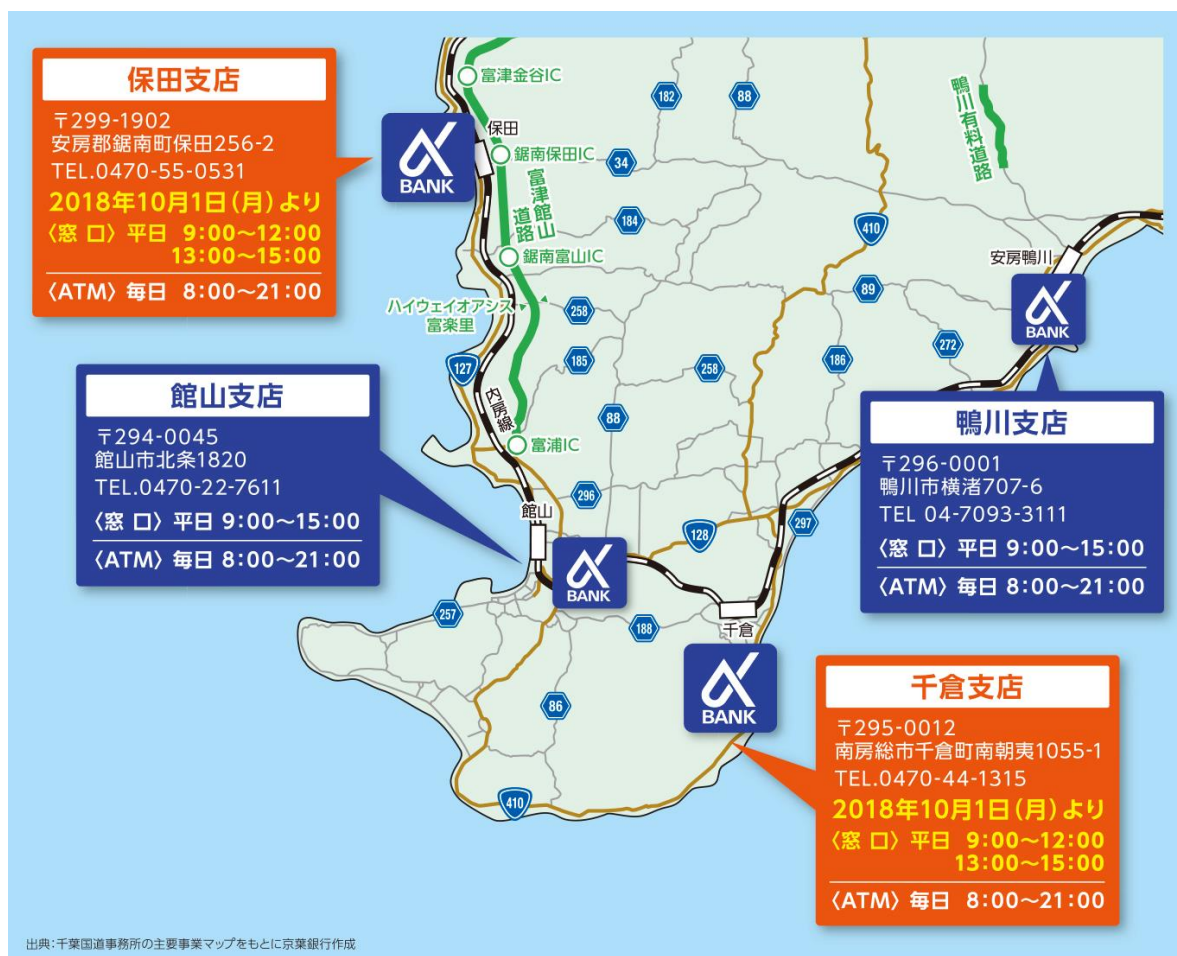 保田支店
〒299-1902
安房郡鋸南町保田256-2
TEL.0470-55-0531
2018年10月1日(月)より
〈窓 口〉平日 9:00～12:00
13:00～15:00
〈ATM〉毎日 8:00～21:00
館山支店
〒294-0045
館山市北条1820
TEL.0470-22-7611
〈窓 口〉平日 9:00～15:00
〈ATM〉毎日 8:00～21:00
鴨川支店
〒296-0001
鴨川市横渚707-6
TEL 04-7093-3111
〈窓 口〉平日 9:00～15:00
〈ATM〉毎日 8:00～21:00
千倉支店
〒295-0012
南房総市千倉町南朝夷1055-1
TEL.0470-44-1315
2018年10月1日(月)より
〈窓 口〉平日 9:00～12:00
13:00～15:00
〈ATM〉毎日 8:00～21:00
富津金谷IC
182
88
鴨川有料道路
保田
BANK
鋸南保田IC
34
富津館山
道路
184
410
鋸南富山IC
安房鴨川
BANK
89
ハイウェイオアシス
富楽里
258
272
127
185
258
186
内房線
88
富浦IC
296
館山
128
297
BANK
257
188
千倉
BANK
86
410
出典:千葉国道事務所の主要事業マップをもとに京葉銀行作成